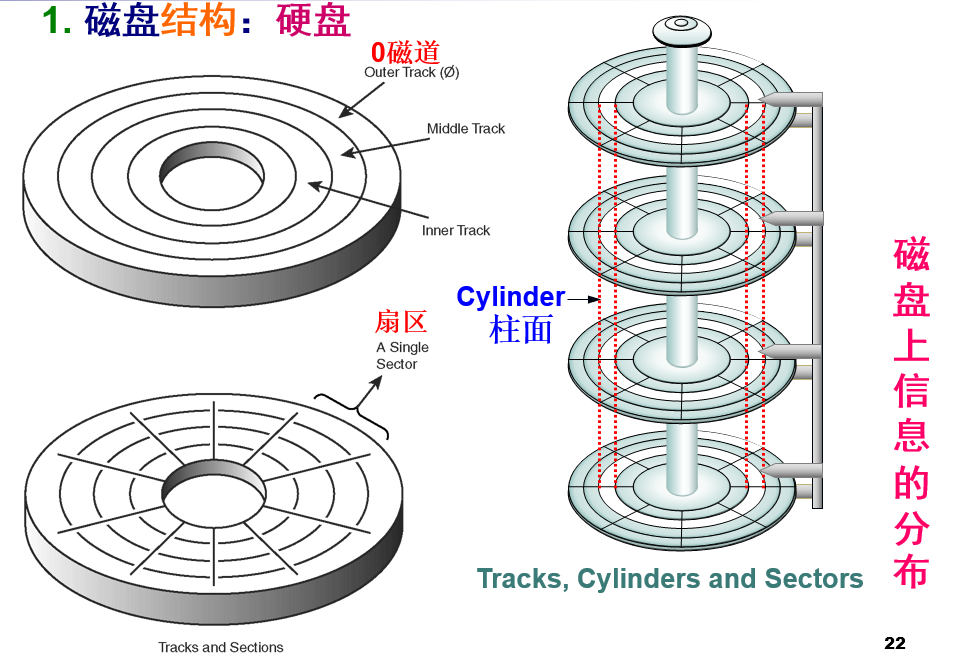 1. 磁盘结构：硬盘
0磁道
Outer Track (Ø)
Middle Track
Inner Track
扇区
A Single
Sector
Tracks and Sections
Cylinder
柱面
Tracks, Cylinders and Sectors
磁盘上信息的分布
22